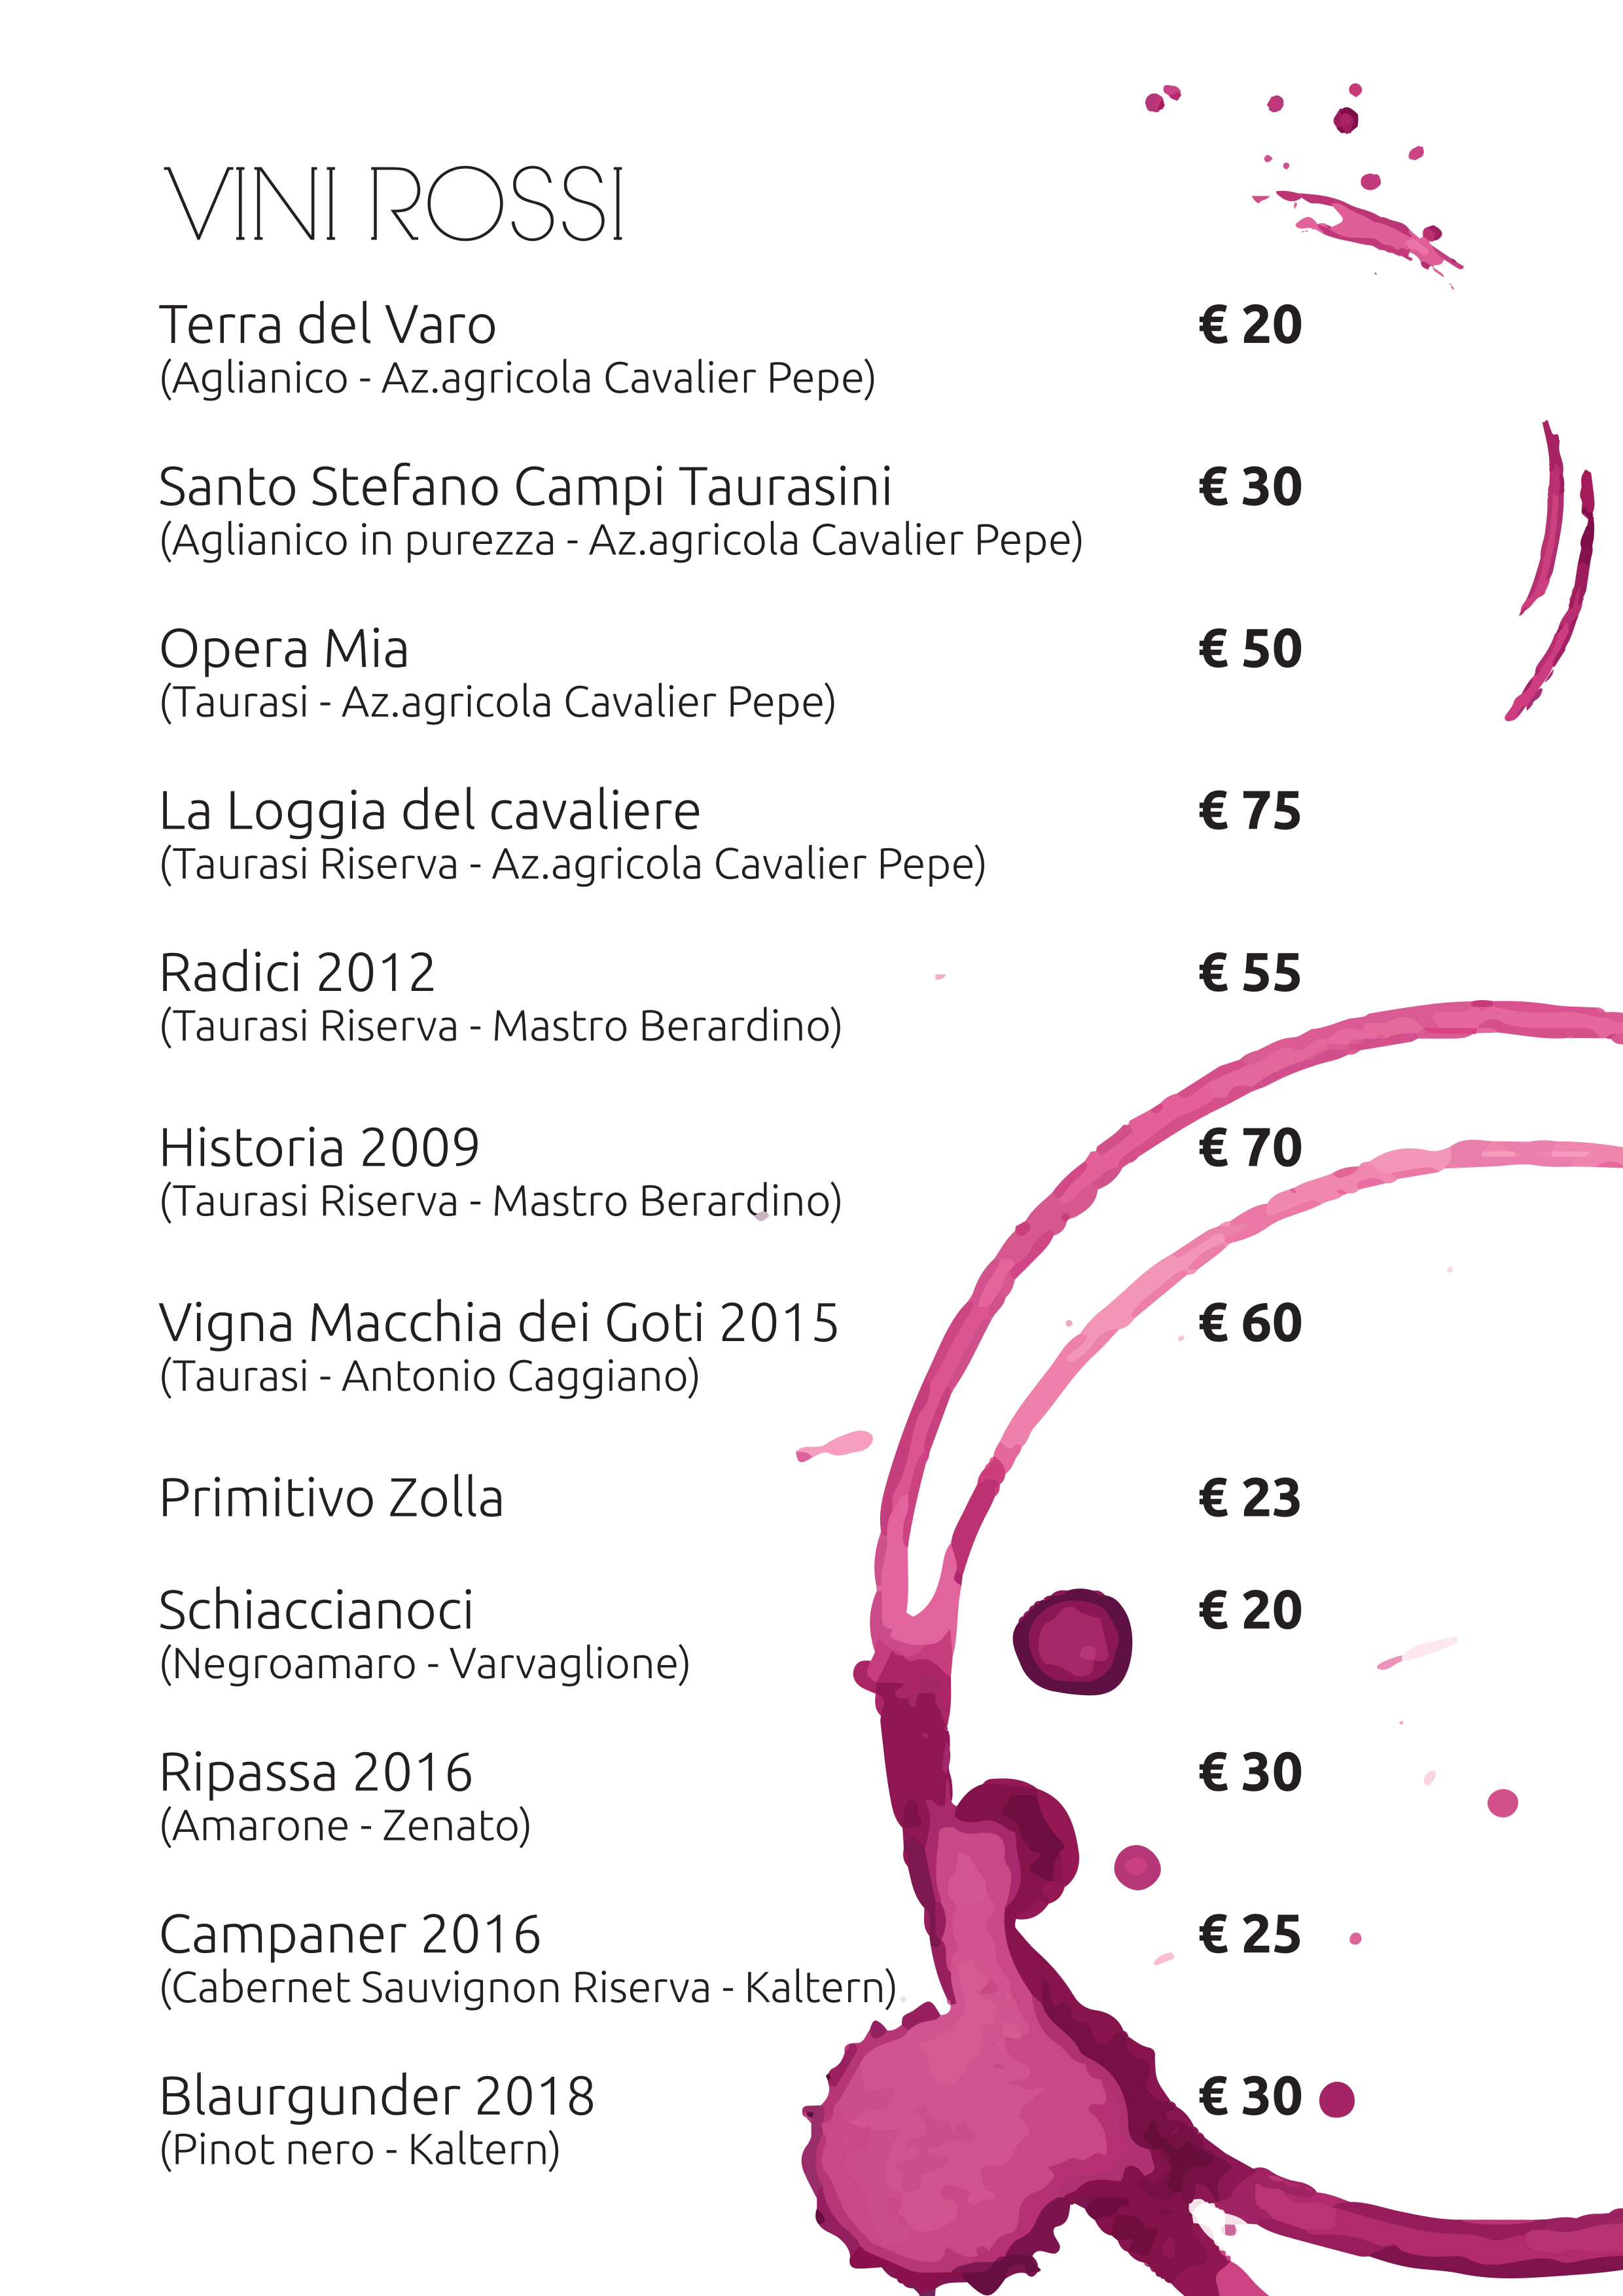 VINI ROSSI
Terra del Varo € 20
(Aglianico - Az.agricola Cavalier Pepe)
Santo Stefano Campi Taurasini € 30
(Aglianico in purezza - Az.agricola Cavalier Pepe)
Opera Mia € 50
(Taurasi - Az.agricola Cavalier Pepe)
La Loggia del cavaliere € 75
(Taurasi Riserva - Az.agricola Cavalier Pepe)
Radici 2012 € 55
(Taurasi Riserva - Mastro Berardino)
Historia 2009 € 70
(Taurasi Riserva - Mastro Berardino)
Vigna Macchia dei Goti 2015 € 60
(Taurasi - Antonio Caggiano)
Primitivo Zolla € 23
Schiaccianoci € 20
(Negroamaro - Varvaglione)
Ripassa 2016 € 30
(Amarone - Zenato)
Campaner 2016 € 25
(Cabernet Sauvignon Riserva - Kaltern)
Blaurgunder 2018 € 30
(Pinot nero - Kaltern)